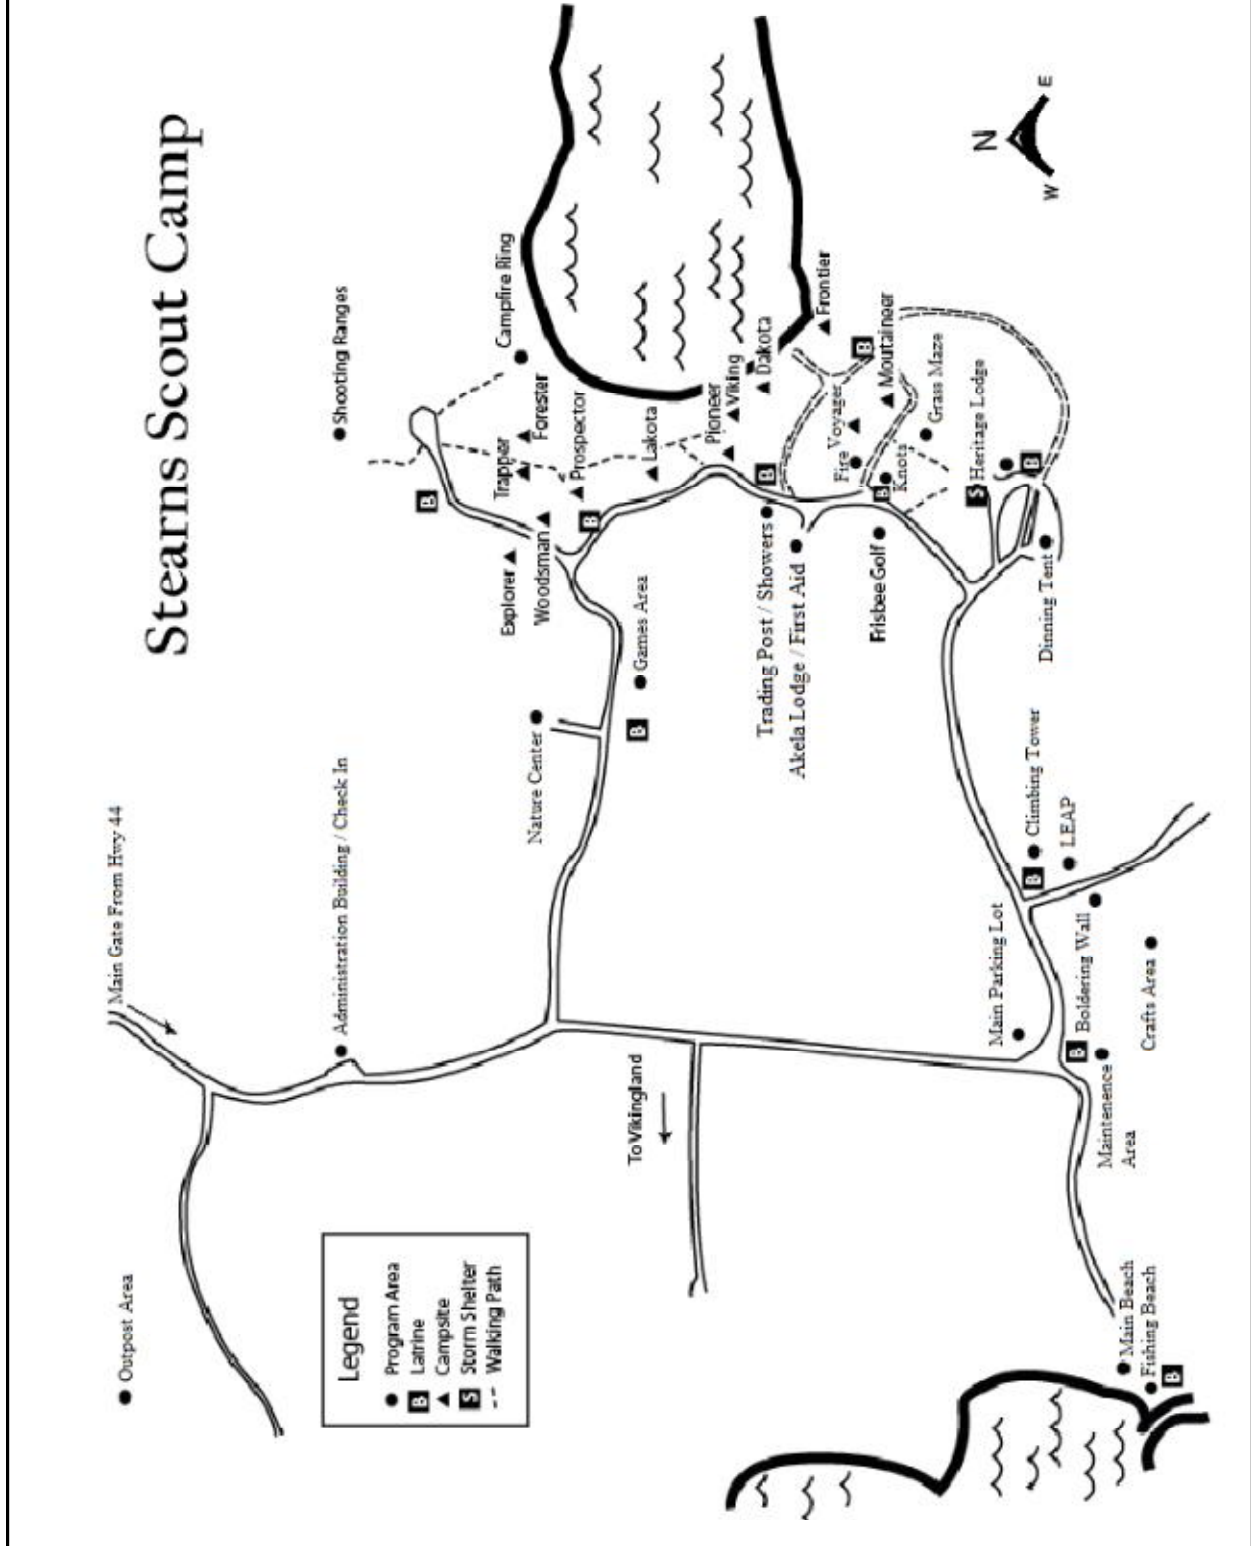 Stearns Scout Camp
Main Gate From Hwy 44
Outpost Area
Administration Building / Check In
Shooting Ranges
Legend
Program Area
B Latrine
Campsite
S Storm Shelter
-- Walking Path
Campfire Ring
Forester
Trapper
Prospector
Explorer
Woodsman
B
B
Nature Center
Games Area
B
To Vikingland
Lakota
Pioneer
Viking
Dakota
Frontier
B
Trading Post / Showers
Akela Lodge / First Aid
Fire
Voyager
Moutaineer
B
B
Knots
Grass Maze
Frisbee Golf
S
Heritage Lodge
B
Dinning Tent
N
W
E
Main Parking Lot
B
Climbing Tower
LEAP
Boldering Wall
B
Maintenence
Area
Crafts Area
Main Beach
Fishing Beach
B